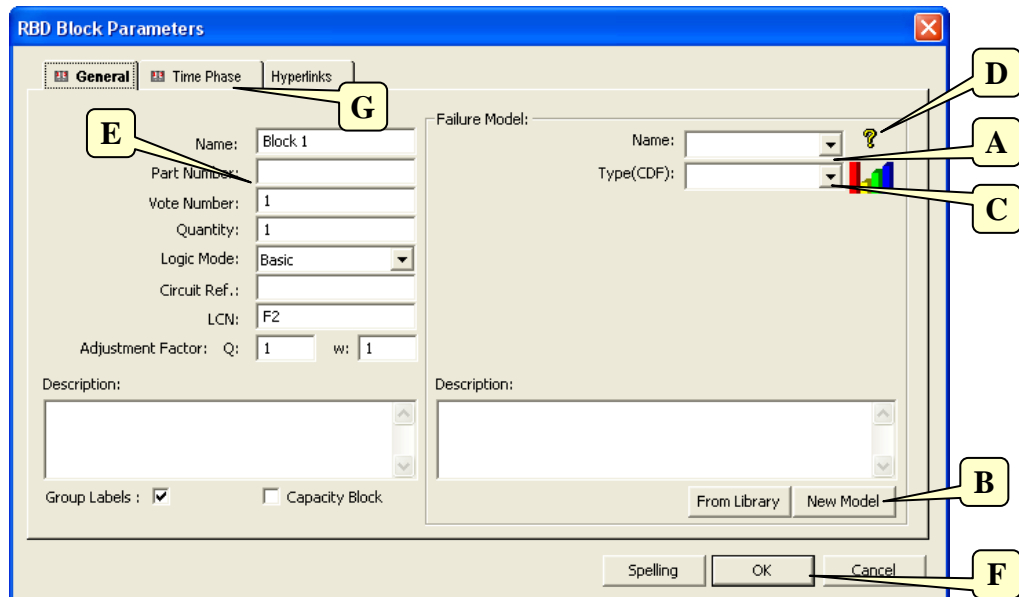 RBD Block Parameters
General Time Phase Hyperlinks
G
E
D
A
C
Name: Block 1
Part Number:
Vote Number: 1
Quantity: 1
Logic Mode: Basic
Circuit Ref.:
LCN: F2
Adjustment Factor: Q: 1 w: 1
Description:
Group Labels :
Capacity Block
Failure Model:
Name:
Type(CDF):
Description:
From Library New Model
B
Spelling OK Cancel
F